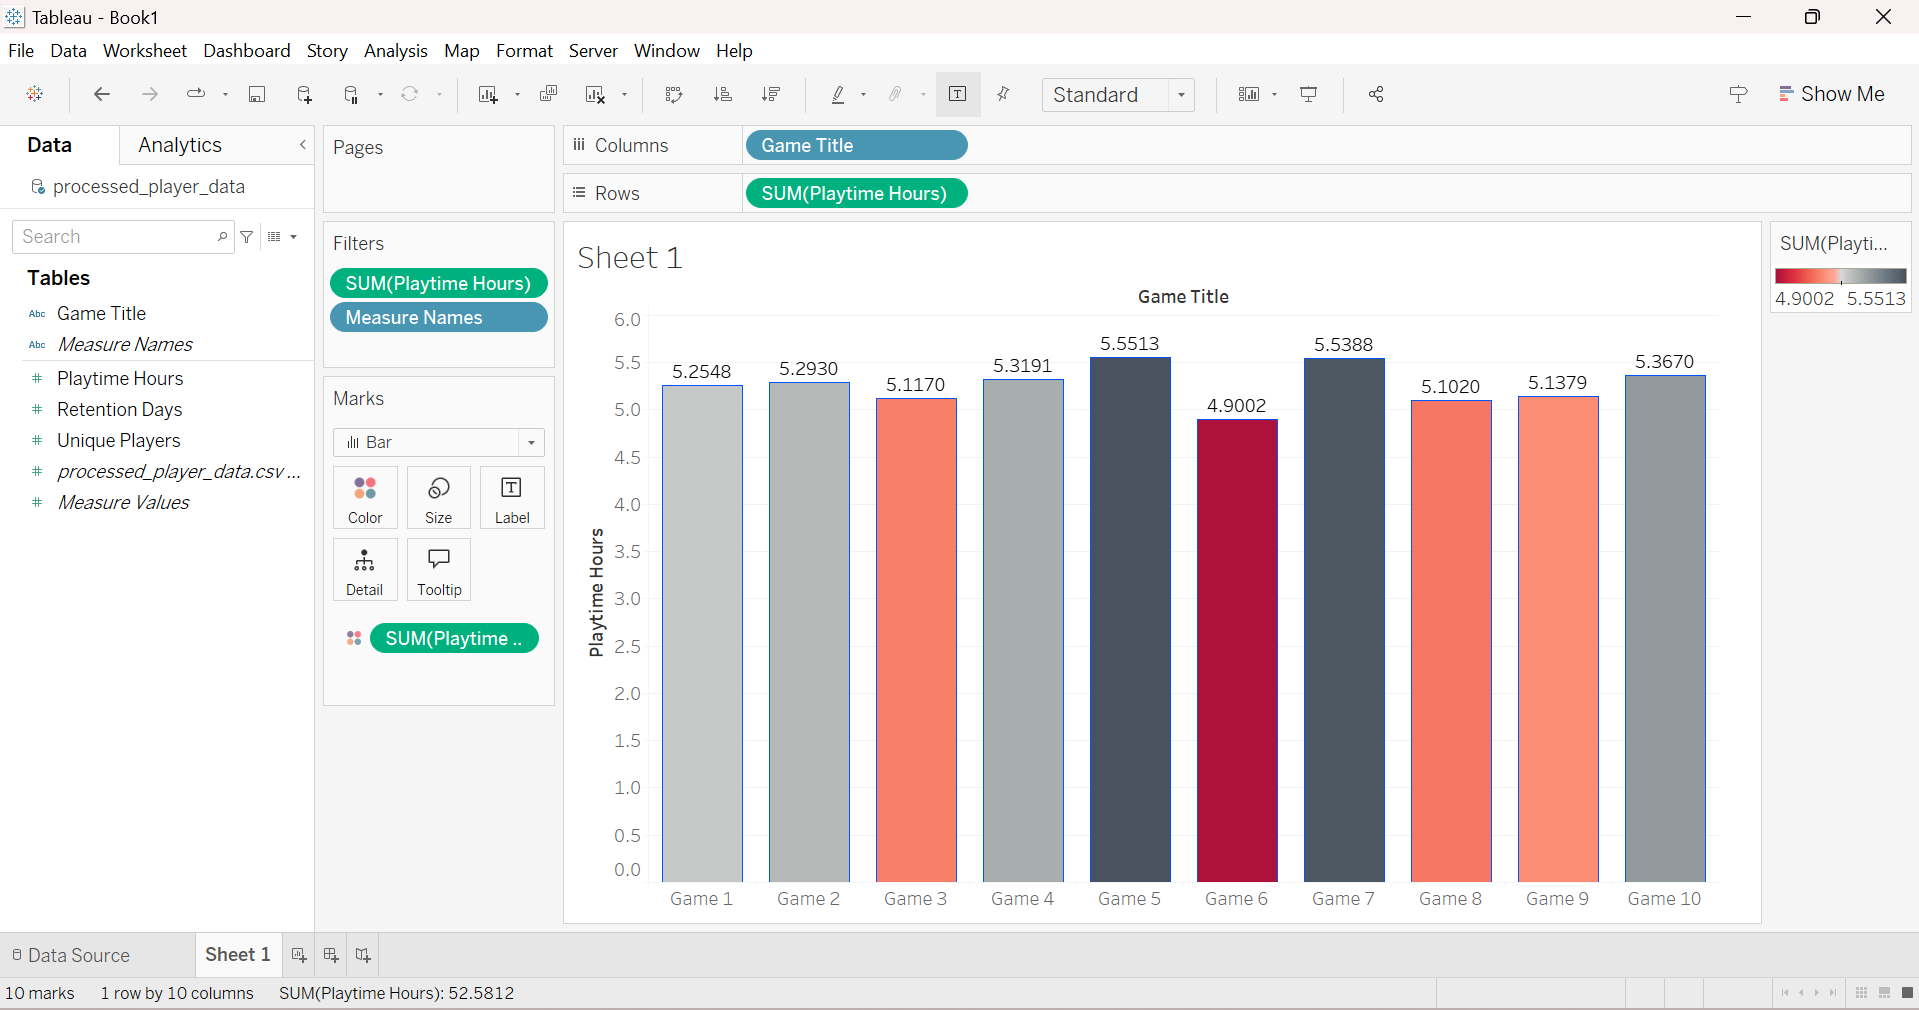 Tableau - Book1
File Data Worksheet Dashboard Story Analysis Map Format Server Window Help
Standard
Show Me
Data Analytics
processed_player_data
Search
Tables
Abc Game Title
Abc Measure Names
# Playtime Hours
# Retention Days
# Unique Players
# processed_player_data.csv ...
# Measure Values
Pages
Filters
SUM(Playtime Hours)
Measure Names
Marks
Bar
Color Size Label
Detail Tooltip
SUM(Playtime ..
Columns Game Title
Rows SUM(Playtime Hours)
Sheet 1
Game Title
Playtime Hours
6.0
5.5
5.0
4.5
4.0
3.5
3.0
2.5
2.0
1.5
1.0
0.5
0.0
5.2548 5.2930 5.1170 5.3191 5.5513 4.9002 5.5388 5.1020 5.1379 5.3670
Game 1 Game 2 Game 3 Game 4 Game 5 Game 6 Game 7 Game 8 Game 9 Game 10
SUM(Playti...
4.9002 5.5513
Data Source Sheet 1
10 marks 1 row by 10 columns SUM(Playtime Hours): 52.5812